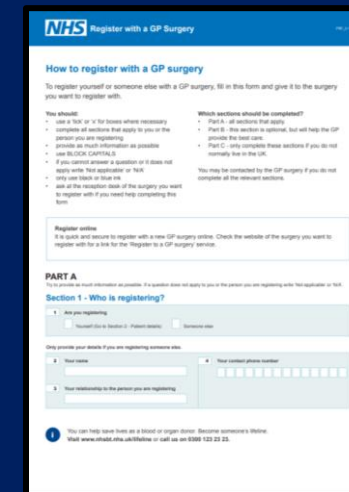 NHS Register with a GP Surgery
How to register with a GP surgery
To register yourself or someone else with a GP surgery, fill in this form and give it to the surgery
you want to register with.
You should:
• use a 'tick' or 'x' for boxes where necessary
• complete all sections that apply to you or the
person you are registering
• provide as much information as possible
• use BLOCK CAPITALS
• if you cannot answer a question or it does not
apply write 'Not applicable' or 'N/A'
• only use black or blue ink
• ask at the reception desk of the surgery you want
to register with if you need help completing this
form
Which sections should be completed?
• Part A - all sections that apply
• Part B - this section is optional, but will help the GP
provide the best care
• Part C - only complete these sections if you do not
normally live in the UK.
You may be contacted by the GP surgery if you do not
complete all the relevant sections.
Register online
It is quick and secure to register with a new GP surgery online. Check the website of the surgery you want to
register with for a link for the 'Register to a GP surgery' service.
PART A
Try to provide as much information as possible. If a question does not apply to you or the person you are registering write 'Not applicable' or 'N/A'.
Section 1 - Who is registering?
1 Are you registering
Yourself (Go to Section 2 - Patient details) Someone else
Only provide your details if you are registering someone else.
2 Your name
4 Your contact phone number
3 Your relationship to the person you are registering
i You can help save lives as a blood or organ donor. Become someone's lifeline.
Visit www.nhsbt.nhs.uk/lifeline or call us on 0300 123 23 23.